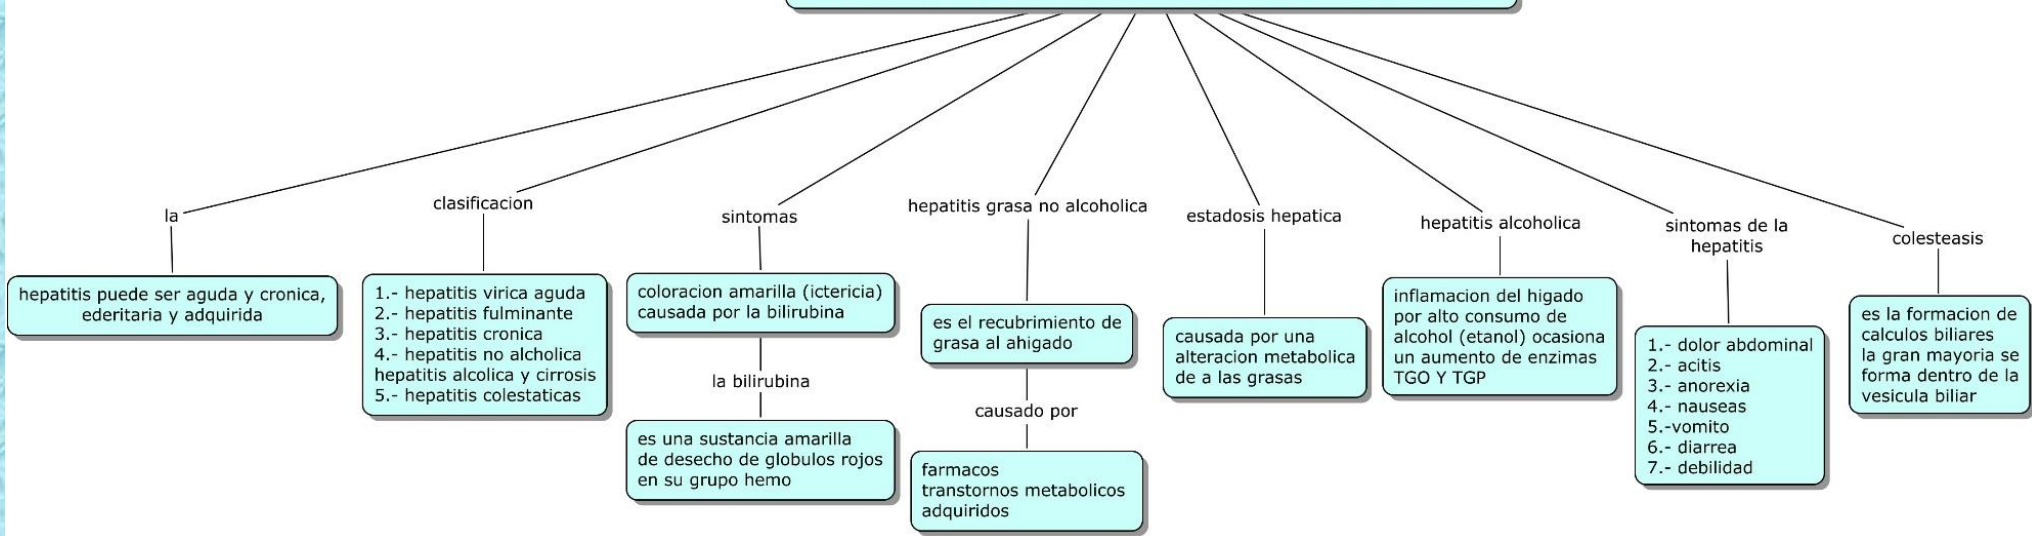 la
hepatitis puede ser aguda y cronica,
ederitaria y adquirida
clasificacion
1.- hepatitis virica aguda
2.- hepatitis fulminante
3.- hepatitis cronica
4.- hepatitis no alcholica
hepatitis alcolica y cirrosis
5.- hepatitis colestaticas
sintomas
coloracion amarilla (ictericia)
causada por la bilirubina
la bilirubina
es una sustancia amarilla
de desecho de globulos rojos
en su grupo hemo
hepatitis grasa no alcoholica
es el recubrimiento de
grasa al ahigado
causado por
farmacos
transtornos metabolicos
adquiridos
estadosis hepatica
causada por una
alteracion metabolica
de a las grasas
hepatitis alcoholica
inflamacion del higado
por alto consumo de
alcohol (etanol) ocasiona
un aumento de enzimas
TGO Y TGP
sintomas de la
hepatitis
1.- dolor abdominal
2.- acitis
3.- anorexia
4.- nauseas
5.-vomito
6.- diarrea
7.- debilidad
colesteasis
es la formacion de
calculos biliares
la gran mayoria se
forma dentro de la
vesicula biliar